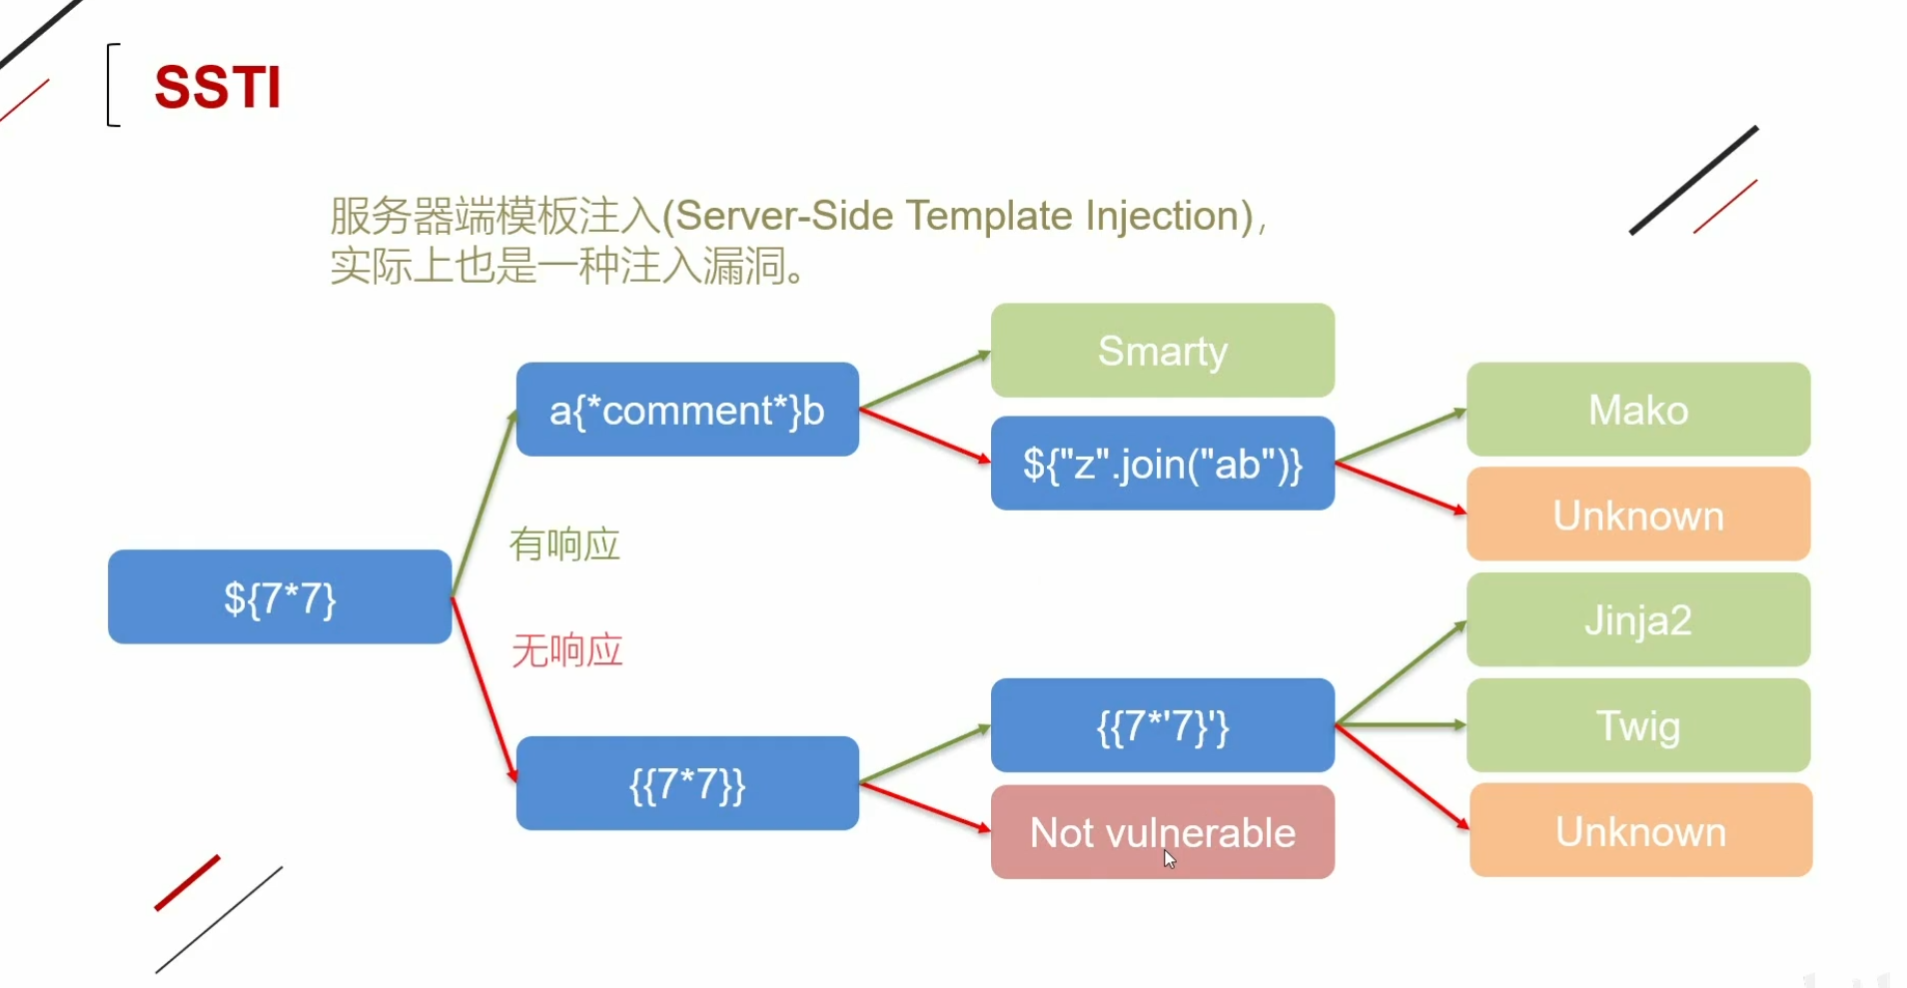 SSTI
服务器端模板注入(Server-Side Template Injection),
实际上也是一种注入漏洞。
Smarty
a{*comment*}b
Mako
${"z".join("ab")}
Unknown
有响应
${7*7}
Jinja2
无响应
{{7*'7}'}
Twig
{{7*7}}
Not vulnerable
Unknown